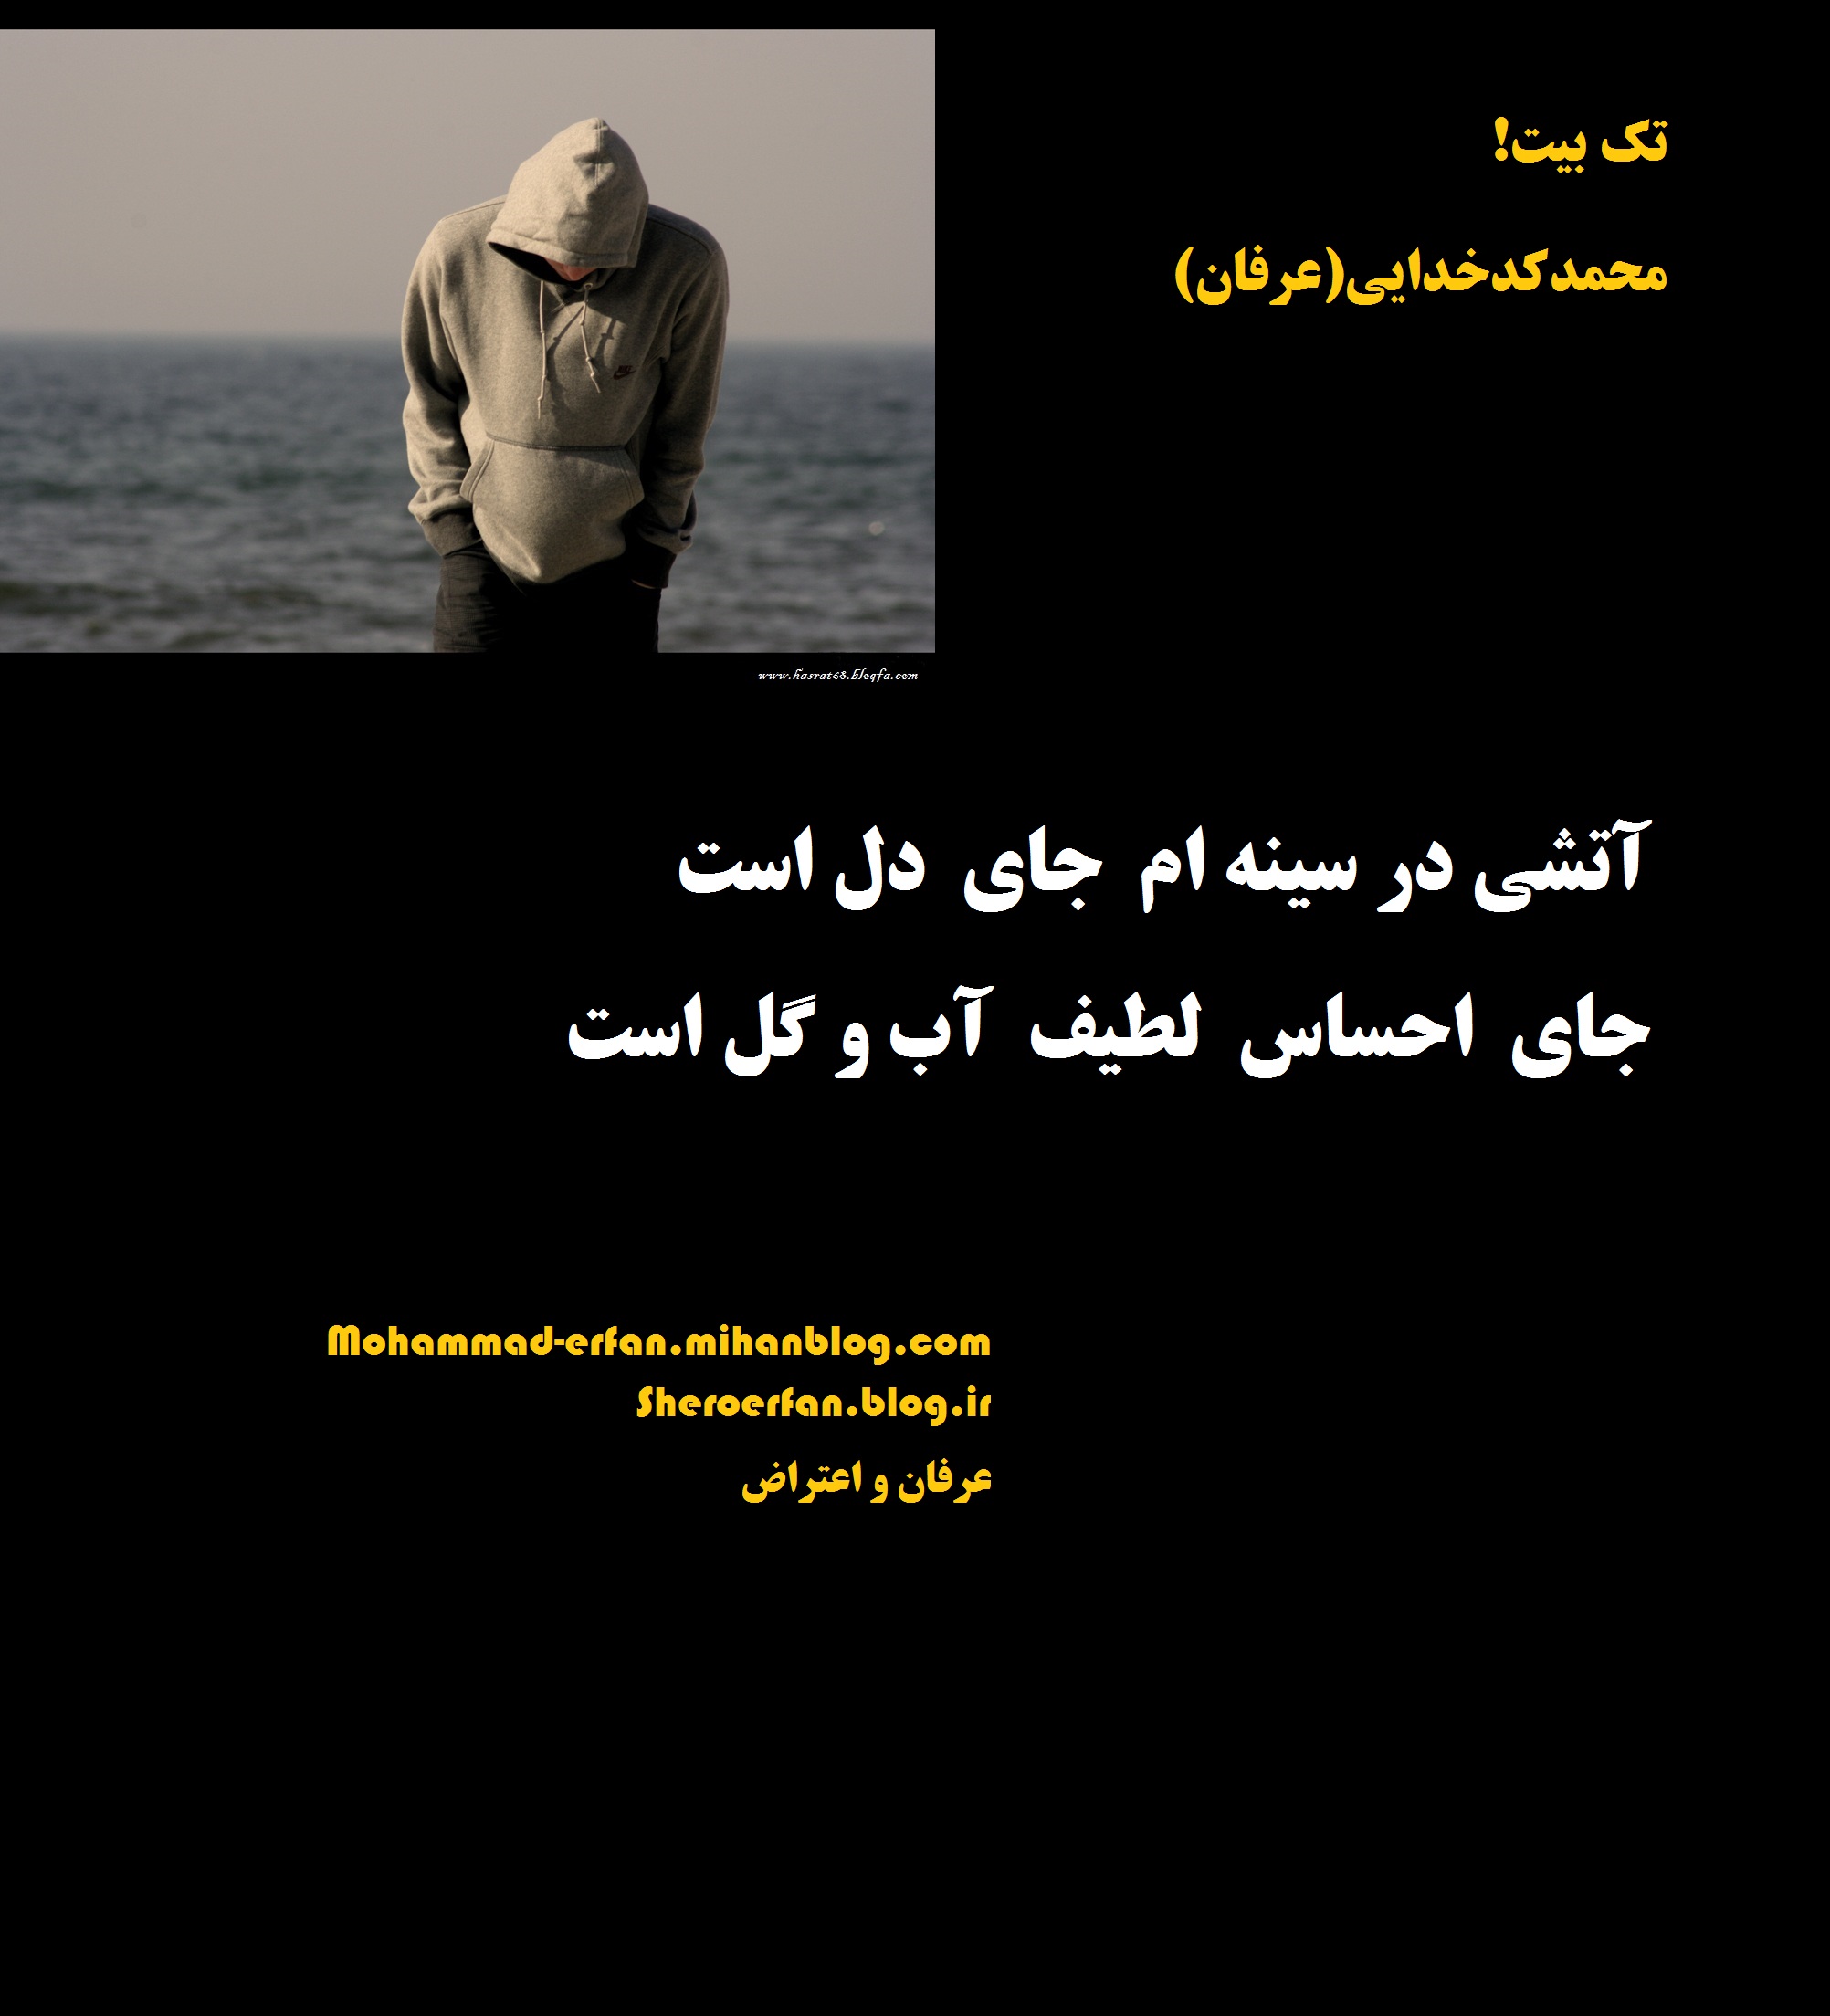 تک بیت!
محمدکدخدایی(عرفان)
www.hasrat68.blogfa.com
آتشی در سینه ام جای دل است
جای احساس لطیف آب و گل است
Mohammad-erfan.mihanblog.com
Sheroerfan.blog.ir
عرفان و اعتراض